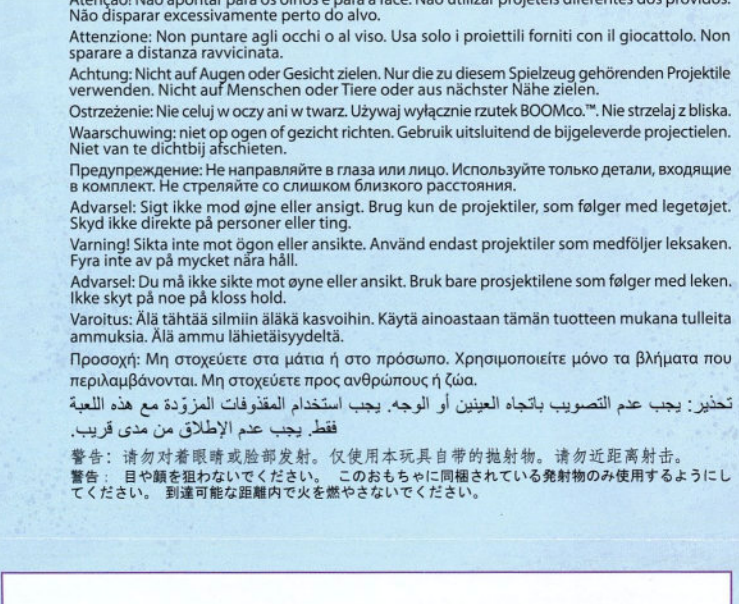 Atenção! Não apontar para os olhos e para a face. Não utilizar projéteis diferentes dos providos.
Não disparar excessivamente perto do alvo.
Attenzione: Non puntare agli occhi o al viso. Usa solo i proiettili forniti con il giocattolo. Non
sparare a distanza ravvicinata.
Achtung: Nicht auf Augen oder Gesicht zielen. Nur die zu diesem Spielzeug gehörenden Projektile
verwenden. Nicht auf Menschen oder Tiere oder aus nächster Nähe zielen.
Ostrzeżenie: Nie celuj w oczy ani w twarz. Używaj wyłącznie rzutek BOOMco.™. Nie strzelaj z bliska.
Waarschuwing: niet op ogen of gezicht richten. Gebruik uitsluitend de bijgeleverde projectielen.
Niet van te dichtbij afschieten.
Предупреждение: Не направляйте в глаза или лицо. Используйте только детали, входящие
в комплект. Не стреляйте со слишком близкого расстояния.
Advarsel: Sigt ikke mod øjne eller ansigt. Brug kun de projektiler, som følger med legetøjet.
Skyd ikke direkte på personer eller ting.
Varning! Sikta inte mot ögon eller ansikte. Använd endast projektiler som medföljer leksaken.
Fyra inte av på mycket nära håll.
Advarsel: Du må ikke sikte mot øyne eller ansikt. Bruk bare prosjektilene som følger med leken.
Ikke skyt på noe på kloss hold.
Varoitus: Älä tähtää silmiin äläkä kasvoihin. Käytä ainoastaan tämän tuotteen mukana tulleita
ammuksia. Älä ammu lähietäisyydeltä.
Προσοχή: Μη στοχεύετε στα μάτια ή στο πρόσωπο. Χρησιμοποιείτε μόνο τα βλήματα που
περιλαμβάνονται. Μη στοχεύετε προς ανθρώπους ή ζώα.
تحذير: يجب عدم التصويب باتجاه العينين أو الوجه. يجب استخدام المقذوفات المزوّدة مع هذه اللعبة
فقط. يجب عدم الإطلاق من مدى قريب.
警告：请勿对着眼睛或脸部发射。仅使用本玩具自带的抛射物。请勿近距离射击。
警告： 目や顔を狙わないでください。 このおもちゃに同梱されている発射物のみ使用するようにし
てください。 到達可能な距離内で火を燃やさないでください。